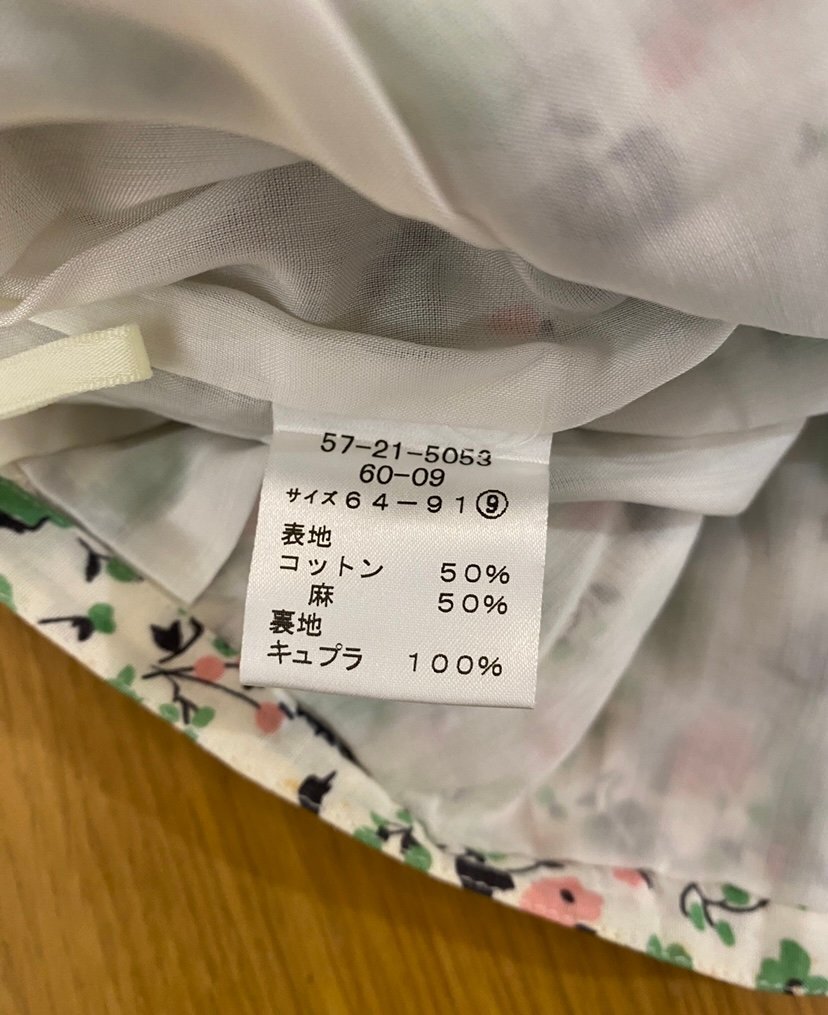 57-21-5053
60-09
サイズ64-91⑨
表地
コットン 50%
麻 50%
裏地
キュプラ 100%